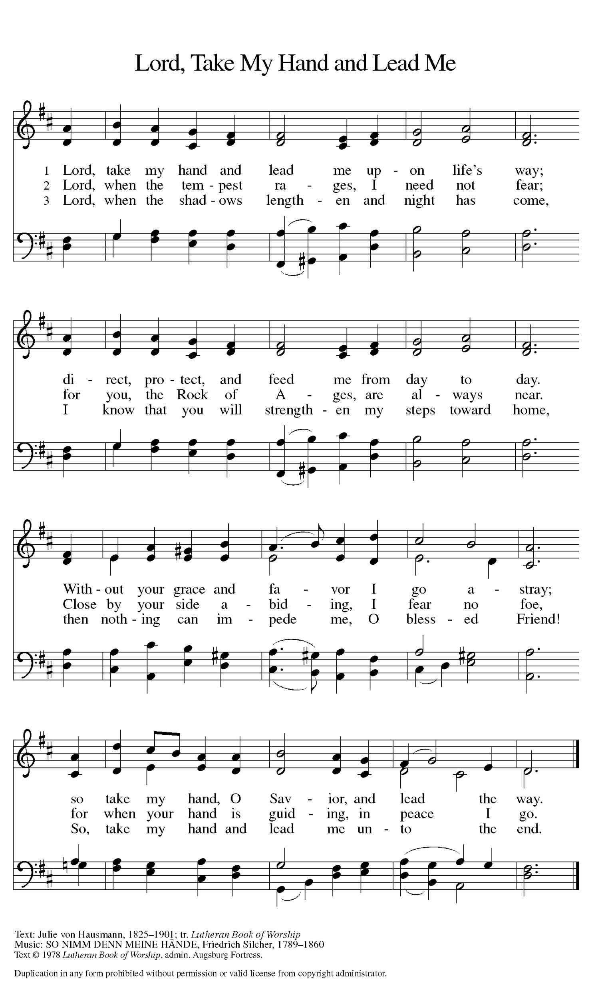 Lord, Take My Hand and Lead Me
1 Lord, take my hand and lead me up - on life's way;
2 Lord, when the tem - pest ra - ges, I need not fear;
3 Lord, when the shad - ows length - en and night has come,
di - rect, pro - tect, and feed me from day to day.
for you, the Rock of A - ges, are al - ways near.
I know that you will strength - en my steps toward home,
With - out your grace and fa - vor I go a - stray;
Close by your side a - bid - ing, I fear no foe,
then noth - ing can im - pede me, O bless - ed Friend!
so take my hand, O Sav - ior, and lead the way.
for when your hand is guid - ing, in peace I go.
So, take my hand and lead me un - to the end.
Text: Julie von Hausmann, 1825–1901; tr. Lutheran Book of Worship
Music: SO NIMM DENN MEINE HÄNDE, Friedrich Silcher, 1789–1860
Text © 1978 Lutheran Book of Worship, admin. Augsburg Fortress.
Duplication in any form prohibited without permission or valid license from copyright administrator.